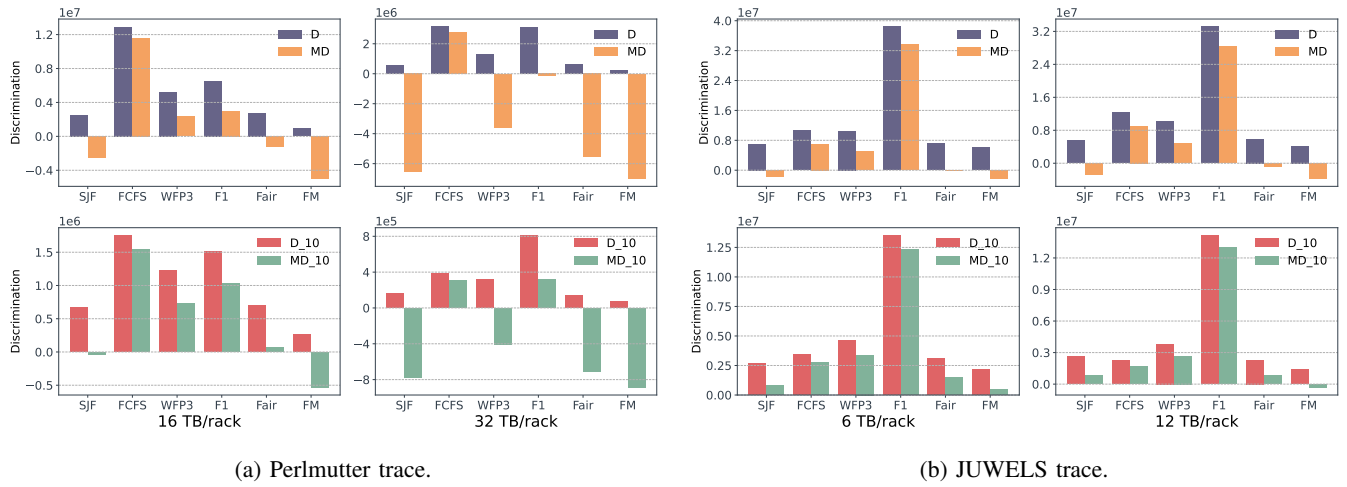 1e7
Discrimination
1.2
0.8
0.4
0.0
−0.4
D
MD
SJF FCFS WFP3 F1 Fair FM
1e6
2
0
−2
−4
−6
D
MD
SJF FCFS WFP3 F1 Fair FM
1e6
Discrimination
1.5
1.0
0.5
0.0
−0.5
D_10
MD_10
SJF FCFS WFP3 F1 Fair FM
16 TB/rack
1e5
8
4
0
−4
−8
D_10
MD_10
SJF FCFS WFP3 F1 Fair FM
32 TB/rack
(a) Perlmutter trace.
1e7
Discrimination
4.0
3.2
2.4
1.6
0.8
0.0
D
MD
SJF FCFS WFP3 F1 Fair FM
1e7
3.2
2.4
1.6
0.8
0.0
D
MD
SJF FCFS WFP3 F1 Fair FM
1e7
Discrimination
1.25
1.00
0.75
0.50
0.25
0.00
D_10
MD_10
SJF FCFS WFP3 F1 Fair FM
6 TB/rack
1e7
1.2
0.9
0.6
0.3
0.0
D_10
MD_10
SJF FCFS WFP3 F1 Fair FM
12 TB/rack
(b) JUWELS trace.